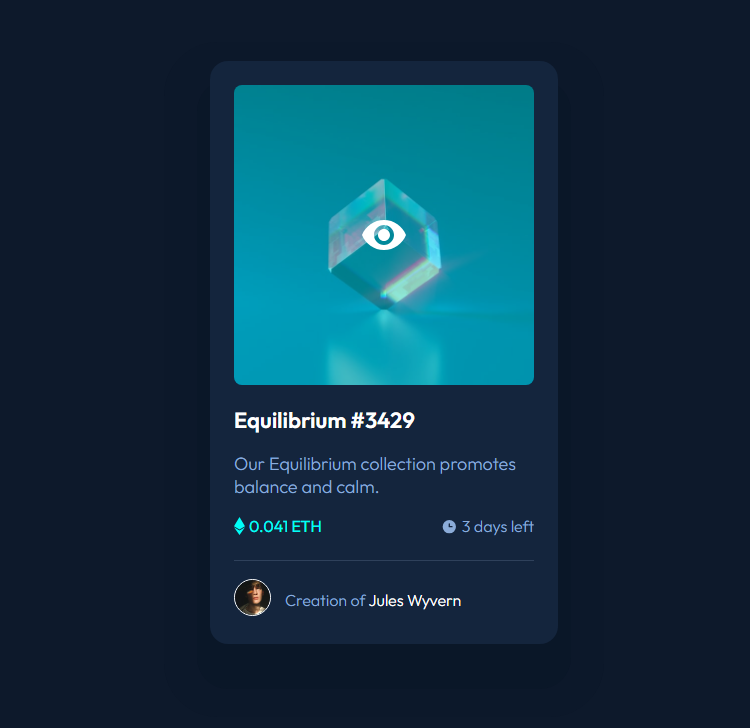 Equilibrium #3429
Our Equilibrium collection promotes
balance and calm.
0.041 ETH
3 days left
Creation of Jules Wyvern